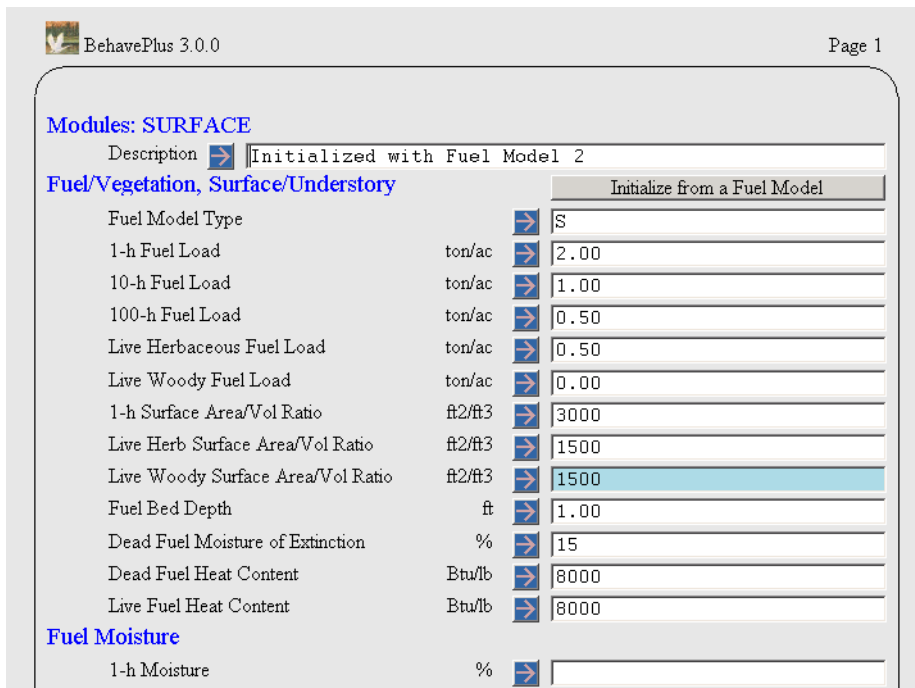 BehavePlus 3.0.0 Page 1
Modules: SURFACE
Description Initialized with Fuel Model 2
Fuel/Vegetation, Surface/Understory Initialize from a Fuel Model
Fuel Model Type S
1-h Fuel Load ton/ac 2.00
10-h Fuel Load ton/ac 1.00
100-h Fuel Load ton/ac 0.50
Live Herbaceous Fuel Load ton/ac 0.50
Live Woody Fuel Load ton/ac 0.00
1-h Surface Area/Vol Ratio ft2/ft3 3000
Live Herb Surface Area/Vol Ratio ft2/ft3 1500
Live Woody Surface Area/Vol Ratio ft2/ft3 1500
Fuel Bed Depth ft 1.00
Dead Fuel Moisture of Extinction % 15
Dead Fuel Heat Content Btu/lb 8000
Live Fuel Heat Content Btu/lb 8000
Fuel Moisture
1-h Moisture %